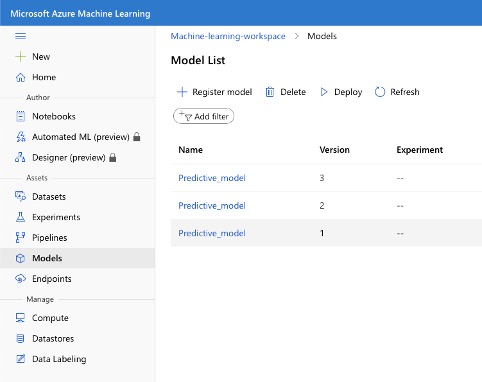 Microsoft Azure Machine Learning
New
Home
Author
Notebooks
Automated ML (preview)
Designer (preview)
Assets
Datasets
Experiments
Pipelines
Models
Endpoints
Manage
Compute
Datastores
Data Labeling
Machine-learning-workspace > Models
Model List
Register model Delete Deploy Refresh
Add filter
Name Version Experiment
Predictive_model 3 --
Predictive_model 2 --
Predictive_model 1 --